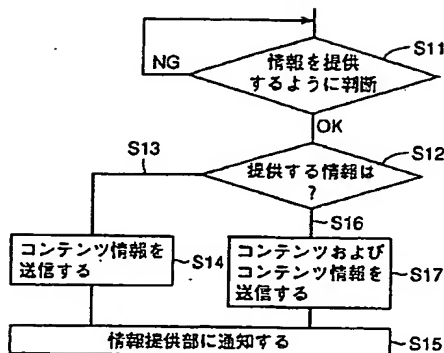 情報を提供
するように判断
S11
NG
OK
S12
S13
提供する情報は
?
S16
コンテンツ情報を
送信する
S14
コンテンツおよび
コンテンツ情報を
送信する
S17
情報提供部に通知する
S15